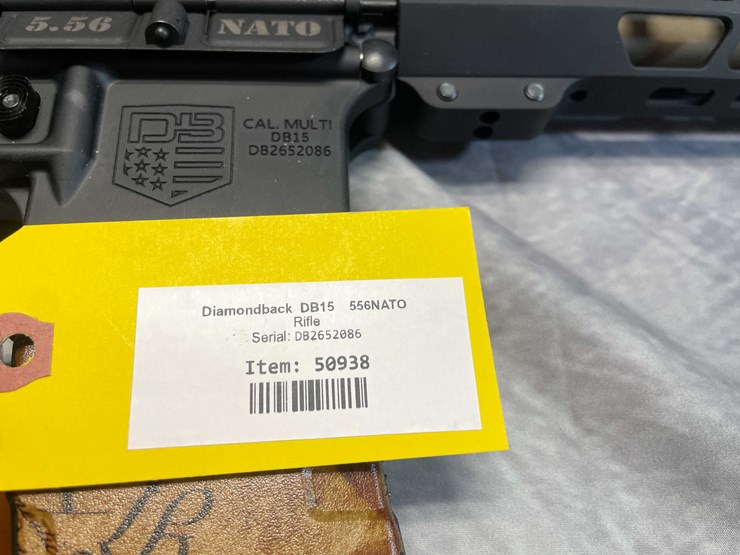 5.56 NATO
DB
CAL. MULTI
DB15
DB2652086
Diamondback DB15 556NATO
Rifle
Serial: DB2652086
Item: 50938